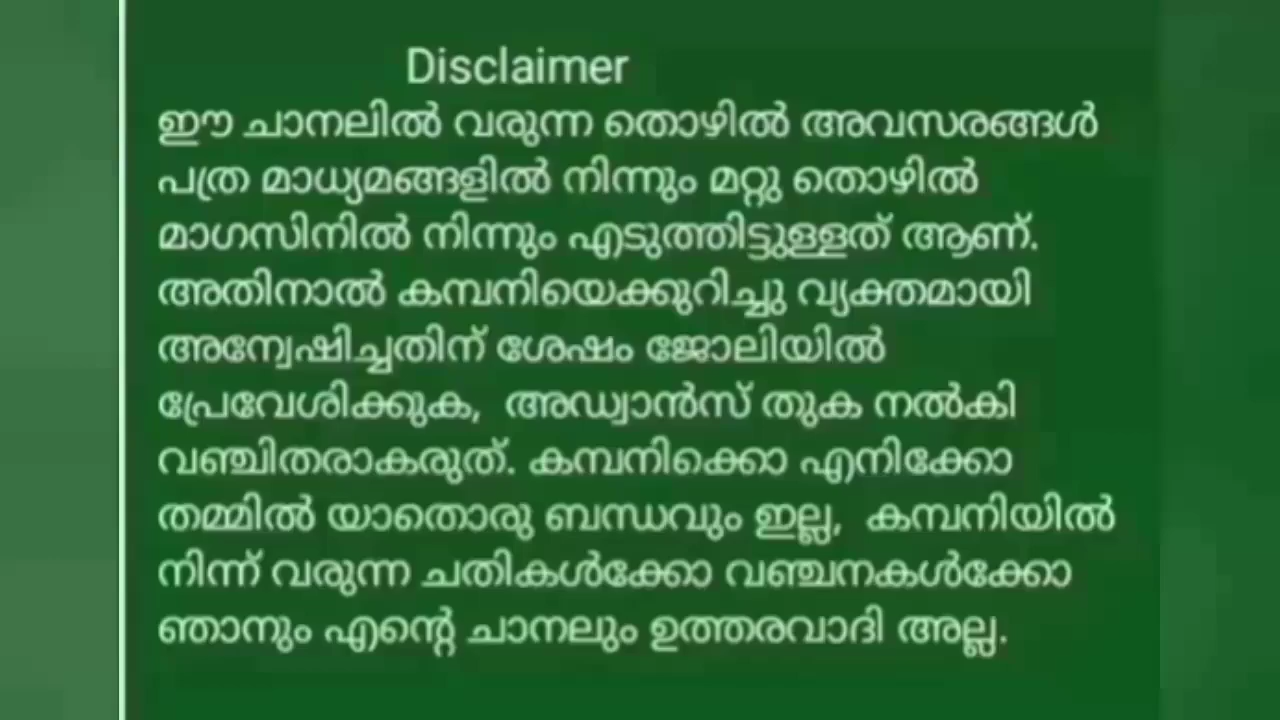 Disclaimer
ഈ ചാനലിൽ വരുന്ന തൊഴിൽ അവസരങ്ങൾ
പത്ര മാധ്യമങ്ങളിൽ നിന്നും മറ്റു തൊഴിൽ
മാഗസിനിൽ നിന്നും എടുത്തിട്ടുള്ളത് ആണ്.
അതിനാൽ കമ്പനിയെക്കുറിച്ചു വ്യക്തമായി
അന്വേഷിച്ചതിന് ശേഷം ജോലിയിൽ
പ്രേവേശിക്കുക, അഡ്വാൻസ് തുക നൽകി
വഞ്ചിതരാകരുത്. കമ്പനിക്കൊ എനിക്കോ
തമ്മിൽ യാതൊരു ബന്ധവും ഇല്ല, കമ്പനിയിൽ
നിന്ന് വരുന്ന ചതികൾക്കോ വഞ്ചനകൾക്കോ
ഞാനും എന്റെ ചാനലും ഉത്തരവാദി അല്ല.